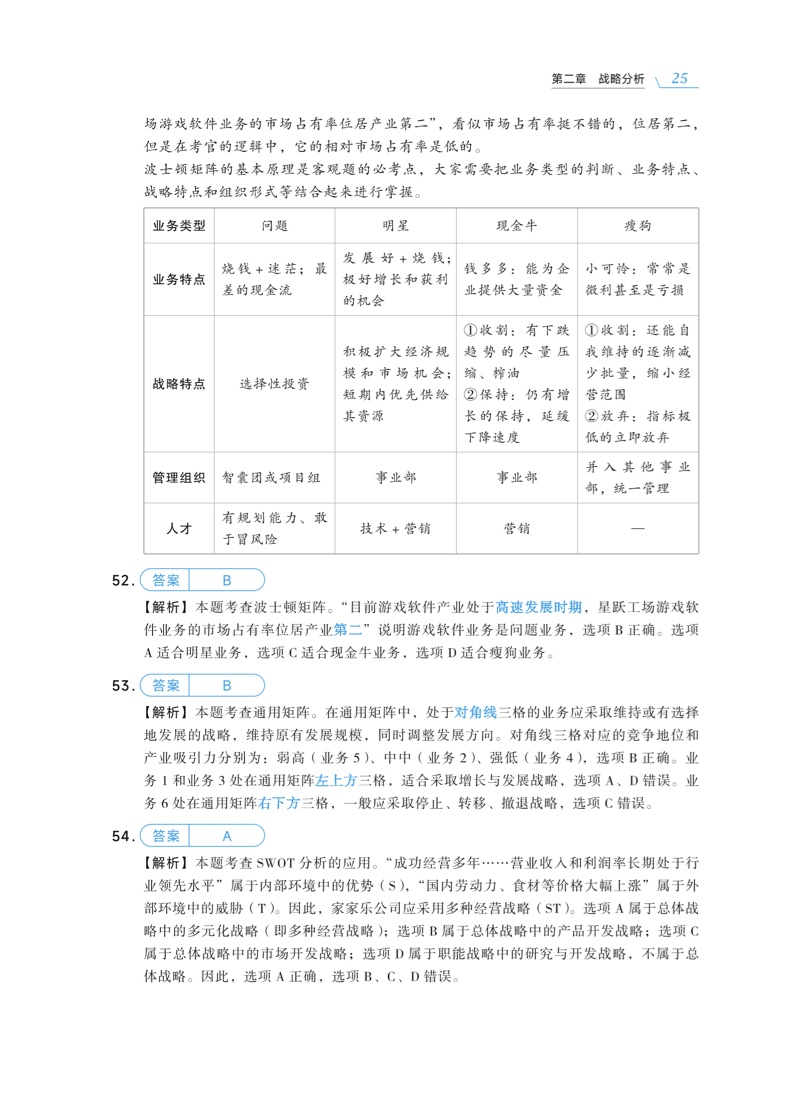 第二章 战略分析 25
场游戏软件业务的市场占有率位居产业第二”，看似市场占有率挺不错的，位居第二，
但是在考官的逻辑中，它的相对市场占有率是低的。
波士顿矩阵的基本原理是客观题的必考点，大家需要把业务类型的判断、业务特点、
战略特点和组织形式等结合起来进行掌握。
业务类型 问题 明星 现金牛 瘦狗
业务特点
烧钱 + 迷茫；最
差的现金流
发展好 + 烧钱；
极好增长和获利
的机会
钱多多：能为企
业提供大量资金
小可怜：常常是
微利甚至是亏损
战略特点
选择性投资
积极扩大经济规
模和市场机会；
短期内优先供给
其资源
①收割：有下跌
趋势的尽量压
缩、榨油
②保持：仍有增
长的保持，延缓
下降速度
①收割：还能自
我维持的逐渐减
少批量，缩小经
营范围
②放弃：指标极
低的立即放弃
管理组织
智囊团或项目组
事业部
事业部
并入其他事业
部，统一管理
人才
有规划能力、敢
于冒风险
技术 + 营销
营销
—
52. 答案 B
【解析】本题考查波士顿矩阵。“目前游戏软件产业处于高速发展时期，星跃工场游戏软
件业务的市场占有率位居产业第二”说明游戏软件业务是问题业务，选项 B 正确。选项
A 适合明星业务，选项 C 适合现金牛业务，选项 D 适合瘦狗业务。
53. 答案 B
【解析】本题考查通用矩阵。在通用矩阵中，处于对角线三格的业务应采取维持或有选择
地发展的战略，维持原有发展规模，同时调整发展方向。对角线三格对应的竞争地位和
产业吸引力分别为：弱高（业务 5）、中中（业务 2）、强低（业务 4），选项 B 正确。业
务 1 和业务 3 处在通用矩阵左上方三格，适合采取增长与发展战略，选项 A、D 错误。业
务 6 处在通用矩阵右下方三格，一般应采取停止、转移、撤退战略，选项 C 错误。
54. 答案 A
【解析】本题考查 SWOT 分析的应用。“成功经营多年……营业收入和利润率长期处于行
业领先水平”属于内部环境中的优势（S），“国内劳动力、食材等价格大幅上涨”属于外
部环境中的威胁（T）。因此，家家乐公司应采用多种经营战略（ST）。选项 A 属于总体战
略中的多元化战略（即多种经营战略）；选项 B 属于总体战略中的产品开发战略；选项 C
属于总体战略中的市场开发战略；选项 D 属于职能战略中的研究与开发战略，不属于总
体战略。因此，选项 A 正确，选项 B、C、D 错误。